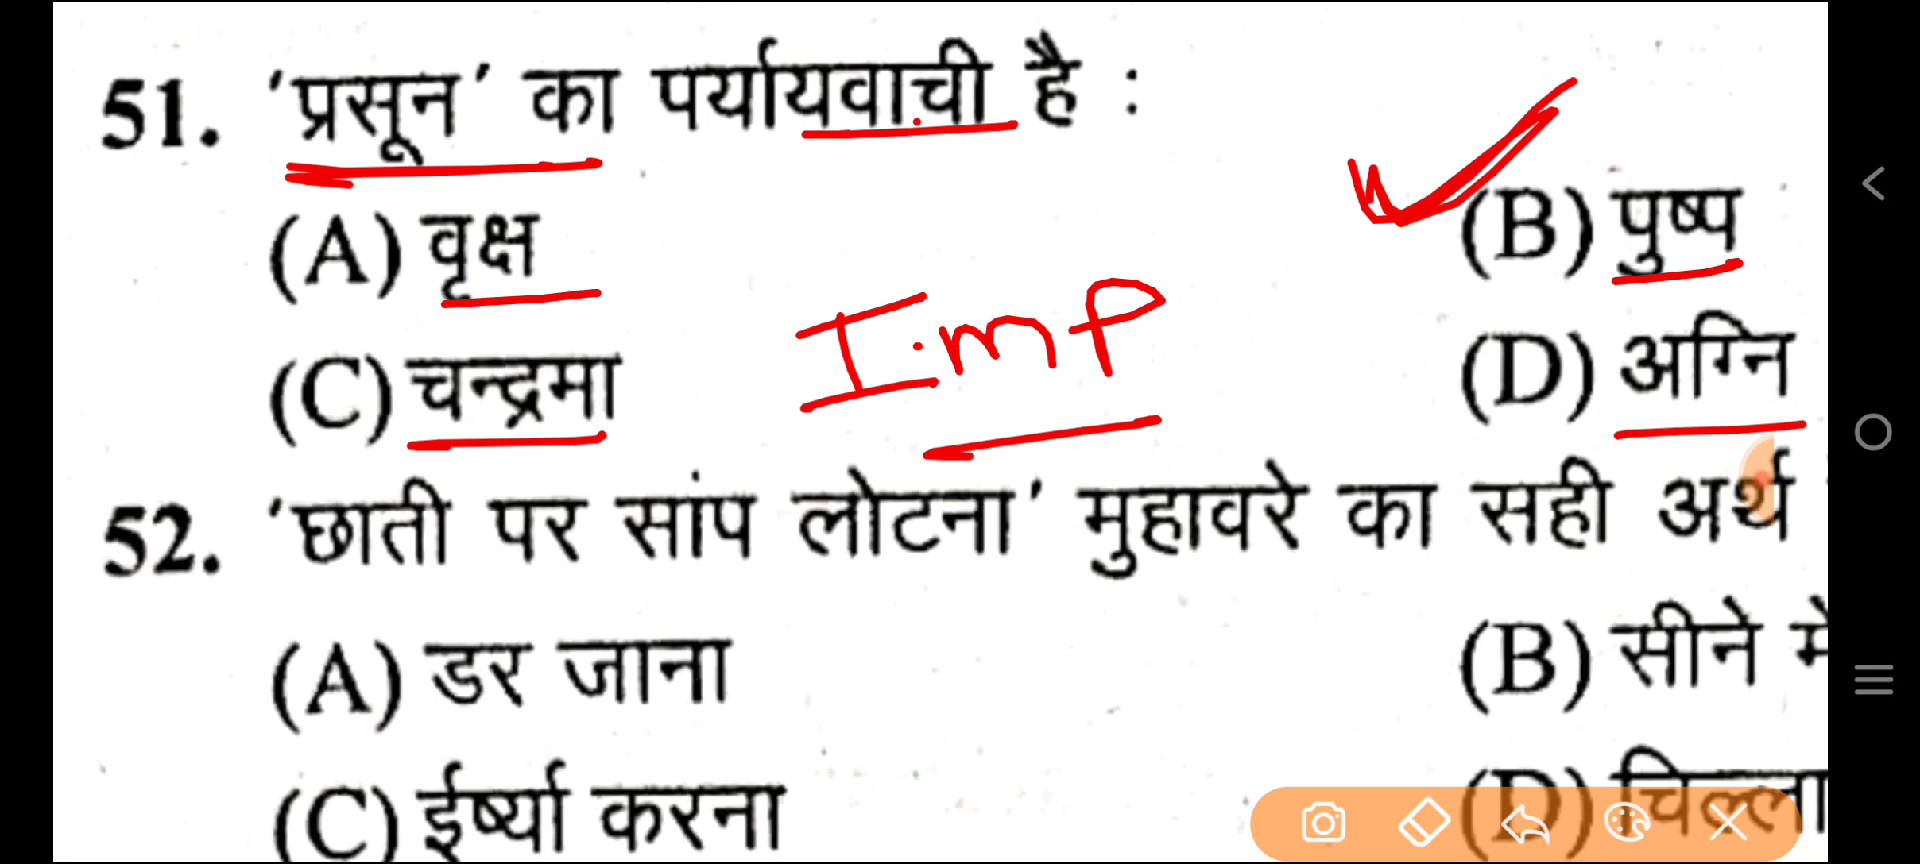 51. 'प्रसून' का पर्यायवाची है :
(A) वृक्ष (B) पुष्प
Imp
(C) चन्द्रमा (D) अग्नि
52. 'छाती पर सांप लोटना' मुहावरे का सही अर्थ
(A) डर जाना (B) सीने में
(C) ईर्ष्या करना (D) चिल्ला